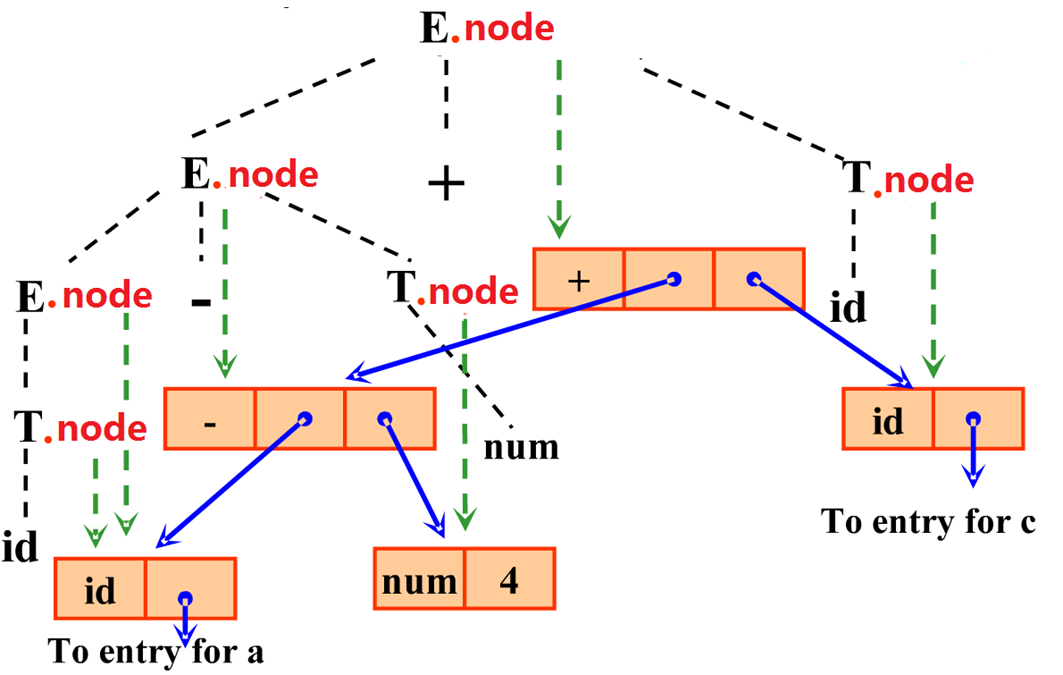 E.node
E.node
+
T.node
E.node
-
T.node
+
id
T.node
-
num
id
id
To entry for c
id
num 4
To entry for a